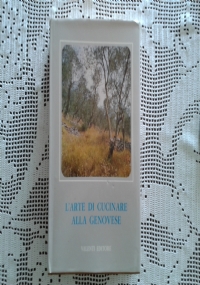 L'ARTE DI CUCINARE
ALLA GENOVESE